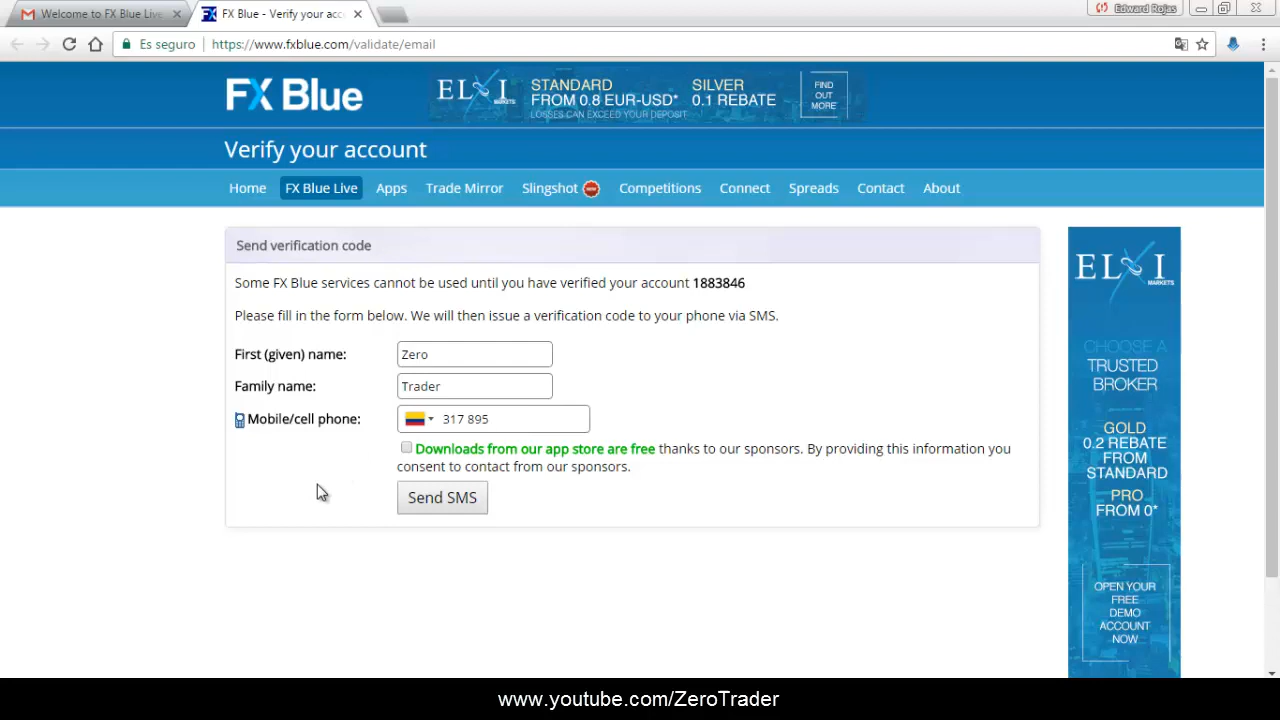 Welcome to FX Blue Live
FX Blue - Verify your acc
Edward Rojas
Es seguro
https://www.fxblue.com/validate/email
FX Blue
ELXI
MARKETS
STANDARD
FROM 0.8 EUR-USD*
LOSSES CAN EXCEED YOUR DEPOSIT
SILVER
0.1 REBATE
FIND
OUT
MORE
Verify your account
Home
FX Blue Live
Apps
Trade Mirror
Slingshot
Competitions
Connect
Spreads
Contact
About
Send verification code
Some FX Blue services cannot be used until you have verified your account 1883846
Please fill in the form below. We will then issue a verification code to your phone via SMS.
First (given) name:
Zero
Family name:
Trader
Mobile/cell phone:
317 895
Downloads from our app store are free thanks to our sponsors. By providing this information you
consent to contact from our sponsors.
Send SMS
ELXI
MARKETS
CHOOSE A
TRUSTED
BROKER
GOLD
0.2 REBATE
FROM
STANDARD
PRO
FROM 0*
OPEN YOUR
FREE
DEMO
ACCOUNT
NOW
www.youtube.com/ZeroTrader